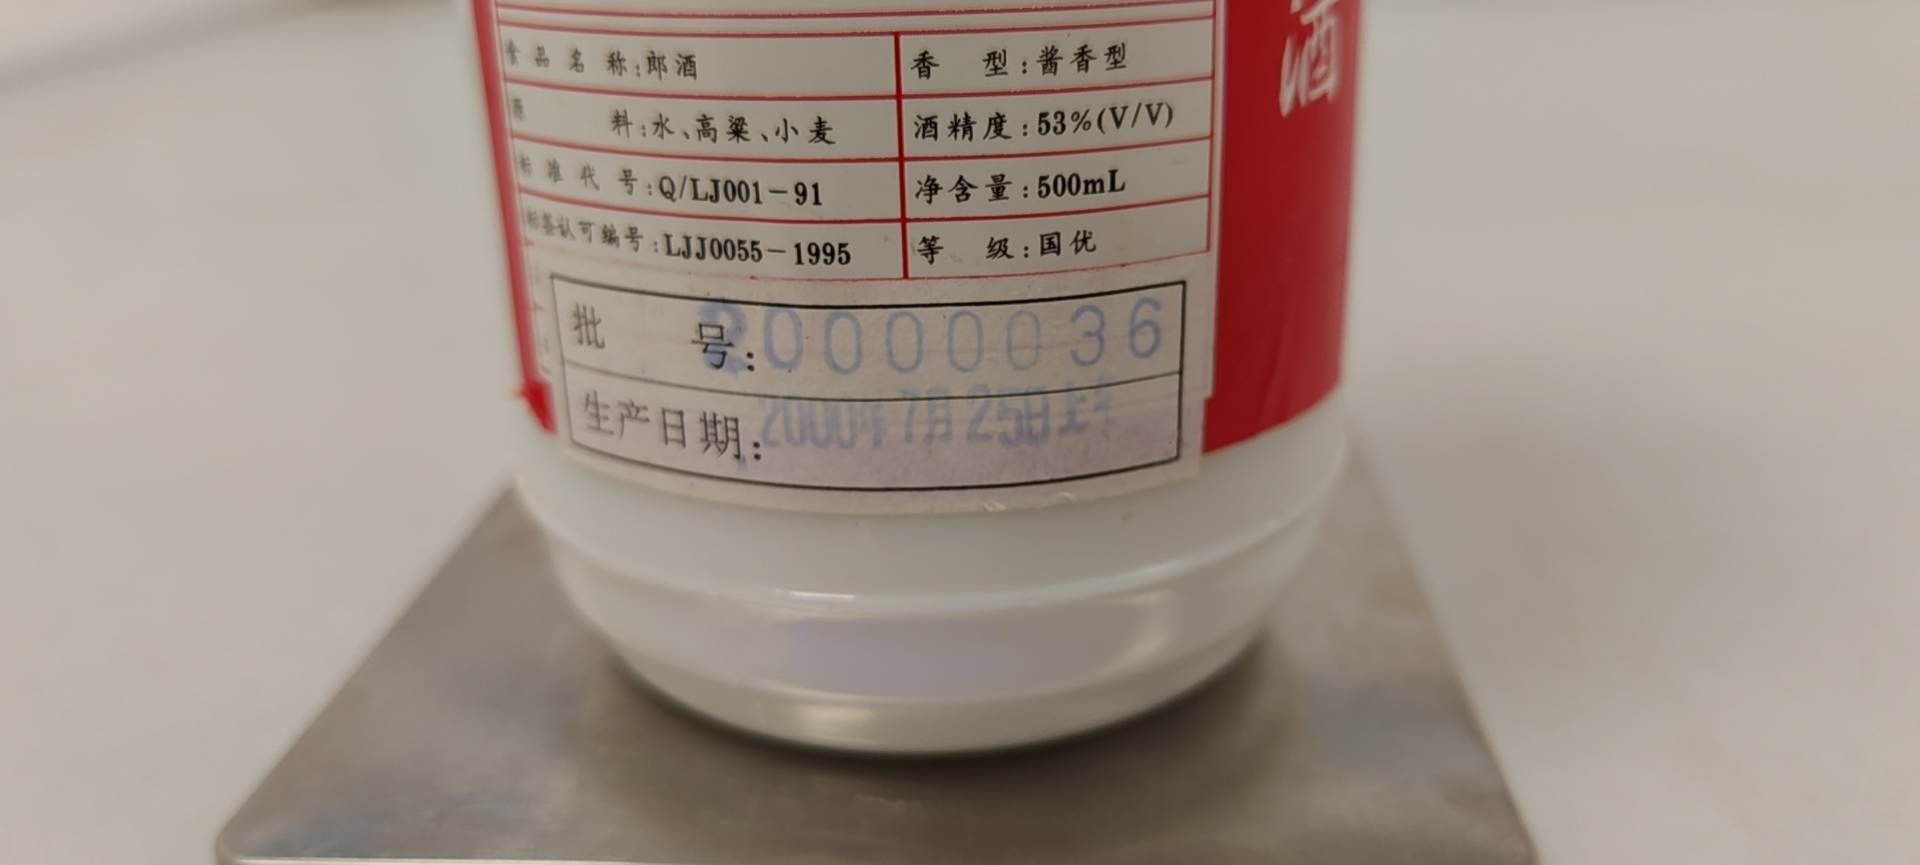 食品名称:郎酒 香型:酱香型
原料:水、高粱、小麦 酒精度:53%(V/V)
标准代号:Q/LJ001-91 净含量:500mL
标签认可编号:LJJ0055-1995 等级:国优
批号:20000036
生产日期:2000年7月25日
酒